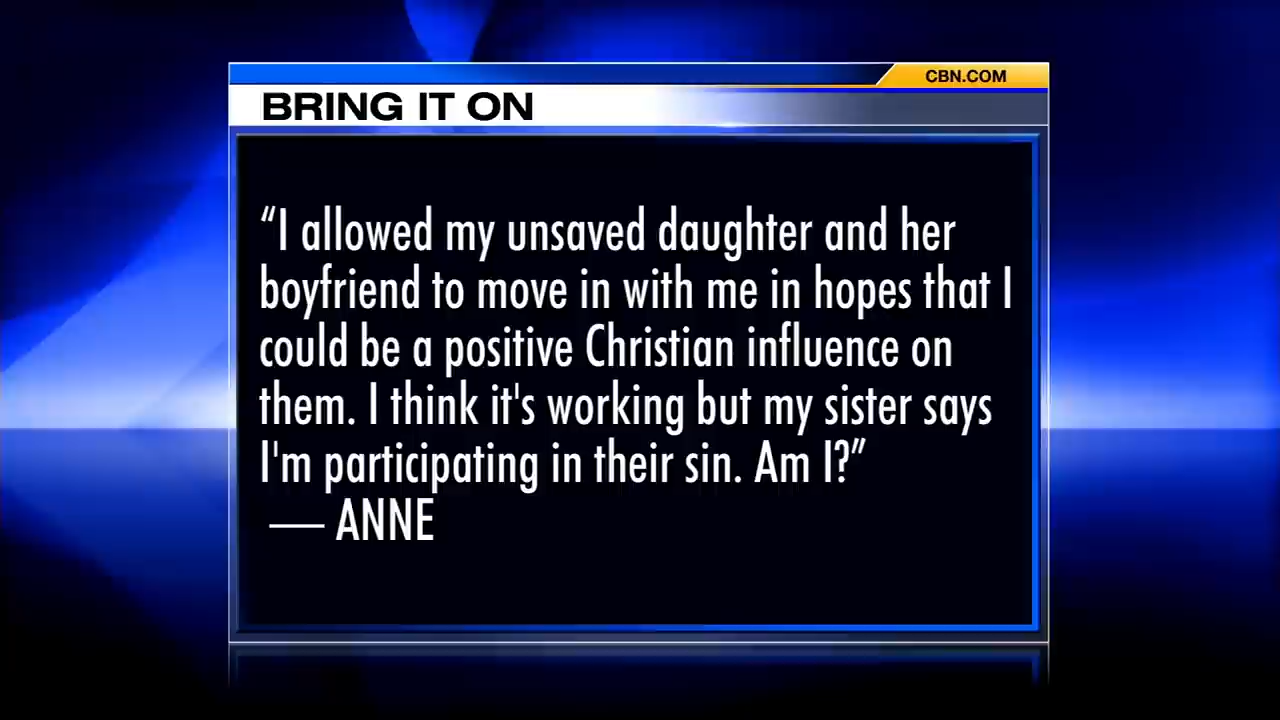 CBN.COM
BRING IT ON
“I allowed my unsaved daughter and her
boyfriend to move in with me in hopes that I
could be a positive Christian influence on
them. I think it's working but my sister says
I'm participating in their sin. Am I?”
— ANNE